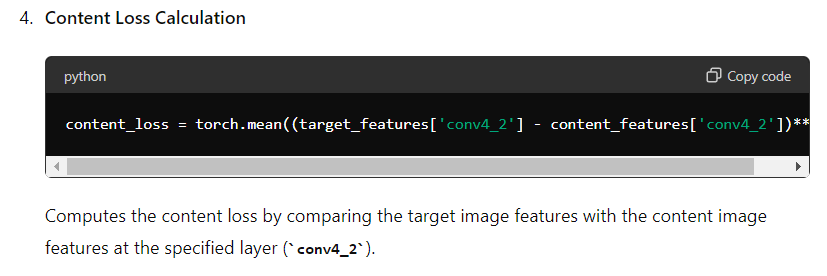 4. Content Loss Calculation
python
Copy code
content_loss = torch.mean((target_features['conv4_2'] - content_features['conv4_2'])**
Computes the content loss by comparing the target image features with the content image
features at the specified layer (`conv4_2`).